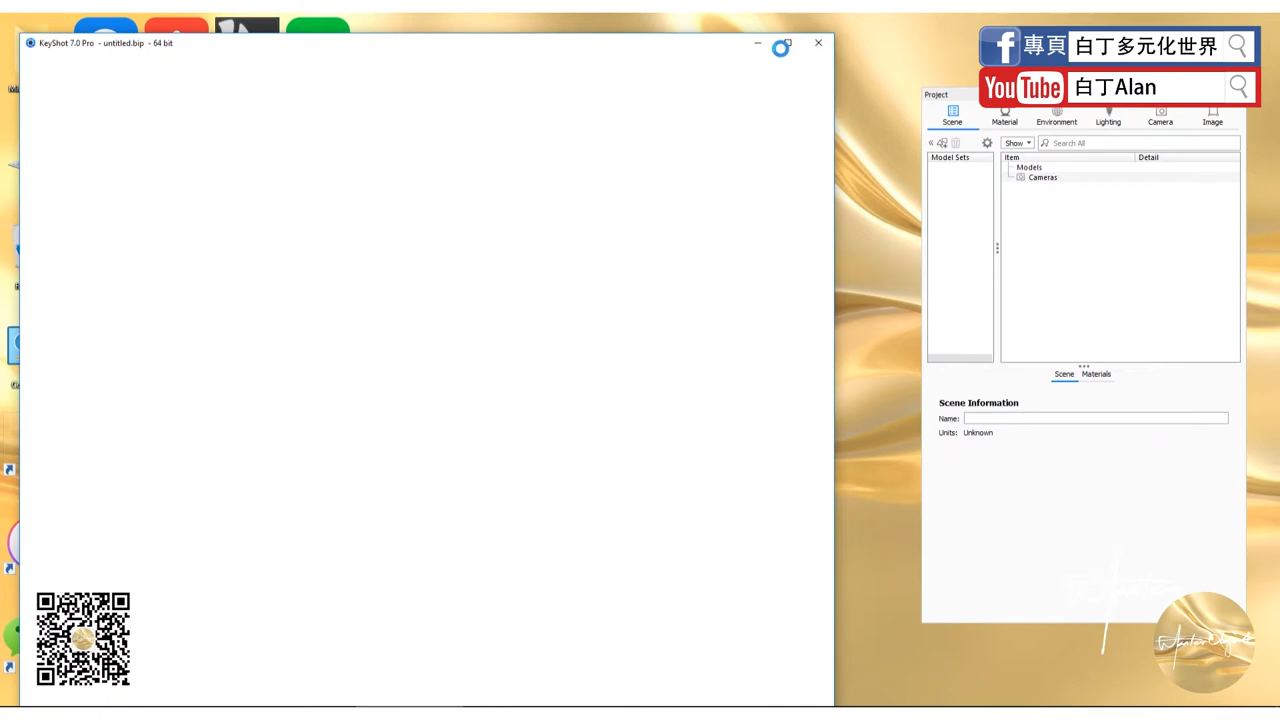 KeyShot 7.0 Pro - untitled.bip - 64 bit
f 專頁 白丁多元化世界
YouTube 白丁Alan
Project
Scene Material Environment Lighting Camera Image
Show Search All
Model Sets Item Detail
Models
Cameras
Scene Materials
Scene Information
Name:
Units: Unknown